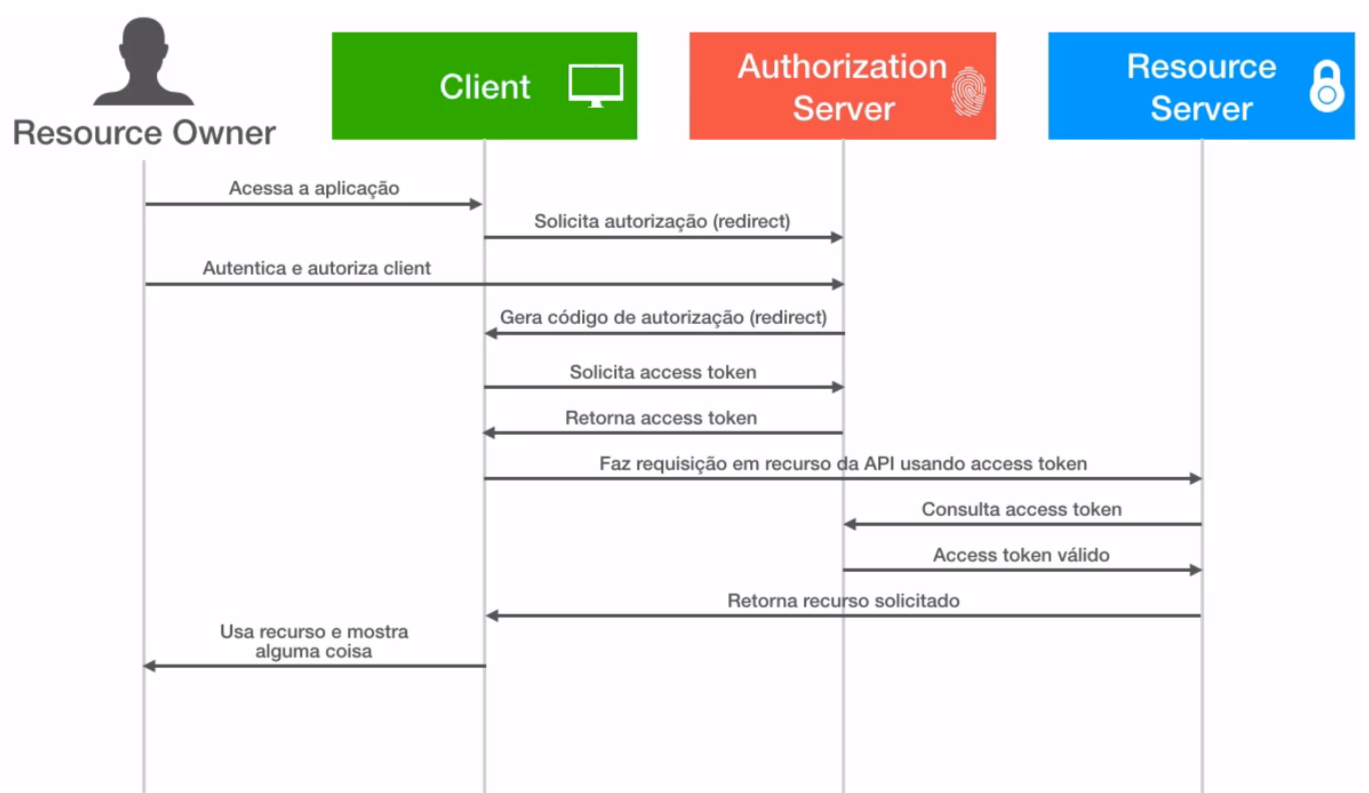 Resource Owner
Client
Authorization
Server
Resource
Server
Acessa a aplicação
Solicita autorização (redirect)
Autentica e autoriza client
Gera código de autorização (redirect)
Solicita access token
Retorna access token
Faz requisição em recurso da API usando access token
Consulta access token
Access token válido
Retorna recurso solicitado
Usa recurso e mostra
alguma coisa